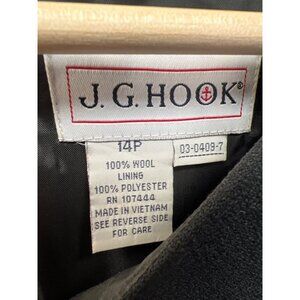 J.G.HOOK®
14P
100% WOOL
LINING
100% POLYESTER
RN 107444
MADE IN VIETNAM
SEE REVERSE SIDE
FOR CARE
03-0409-7